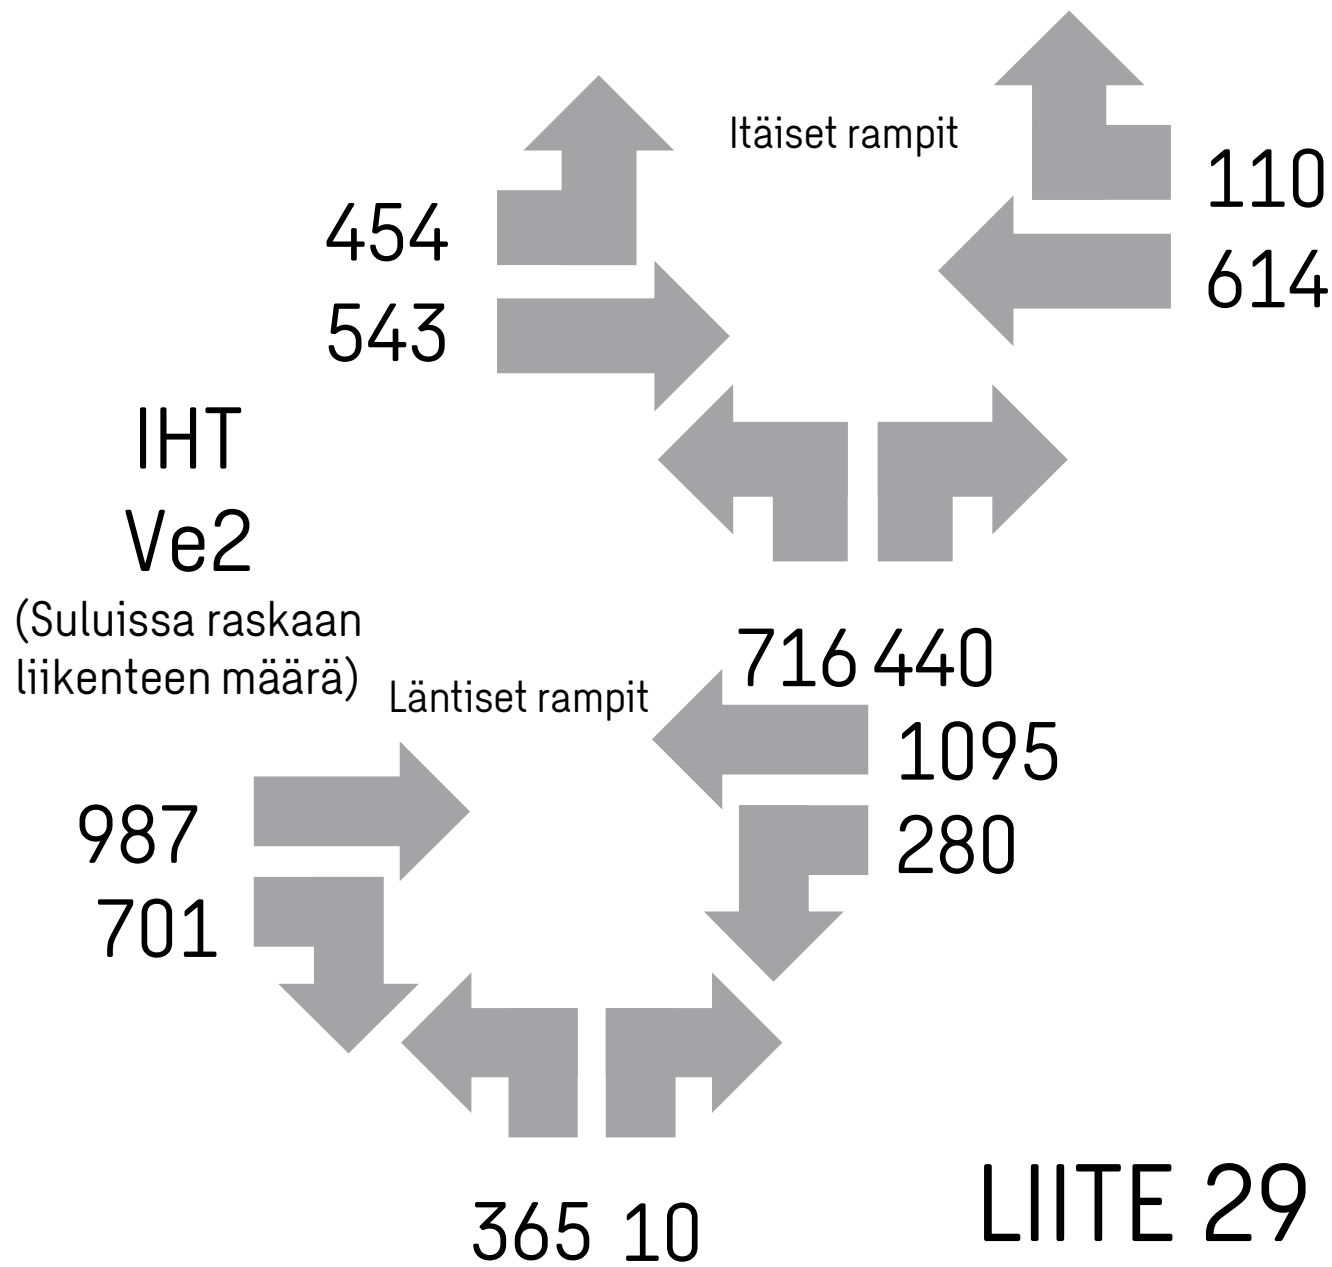 Itäiset rampit
110
454
614
543
IHT
Ve2
(Suluissa raskaan
liikenteen määrä)
716 440
Läntiset rampit
1095
987
280
701
365 10
LIITE 29